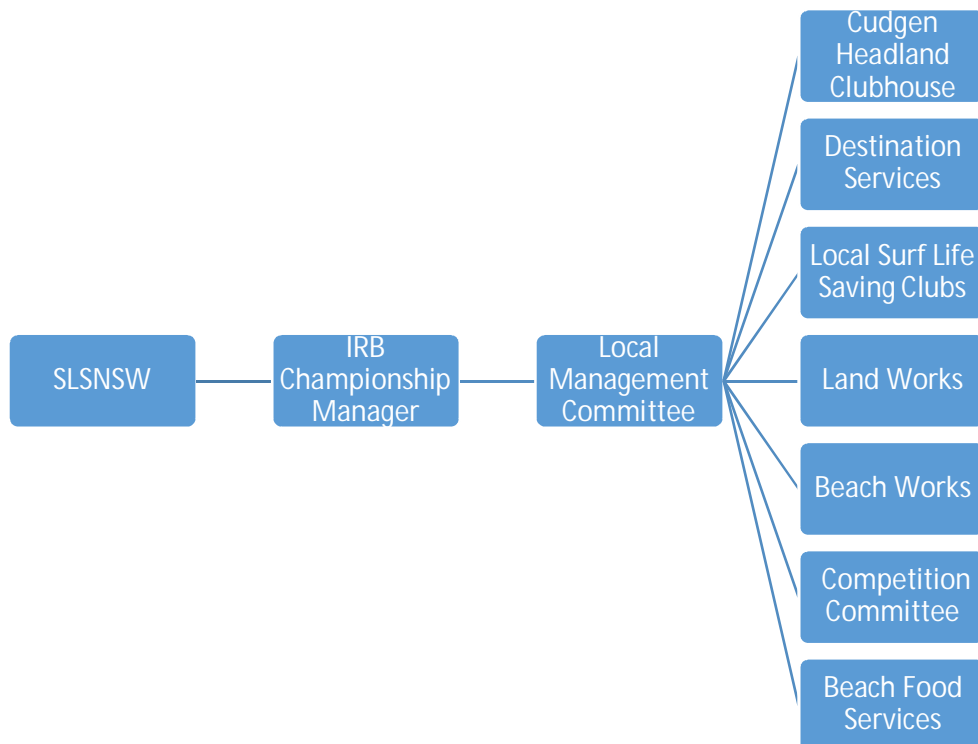 SLSNSW
IRB
Championship
Manager
Local
Management
Committee
Cudgen
Headland
Clubhouse
Destination
Services
Local Surf Life
Saving Clubs
Land Works
Beach Works
Competition
Committee
Beach Food
Services